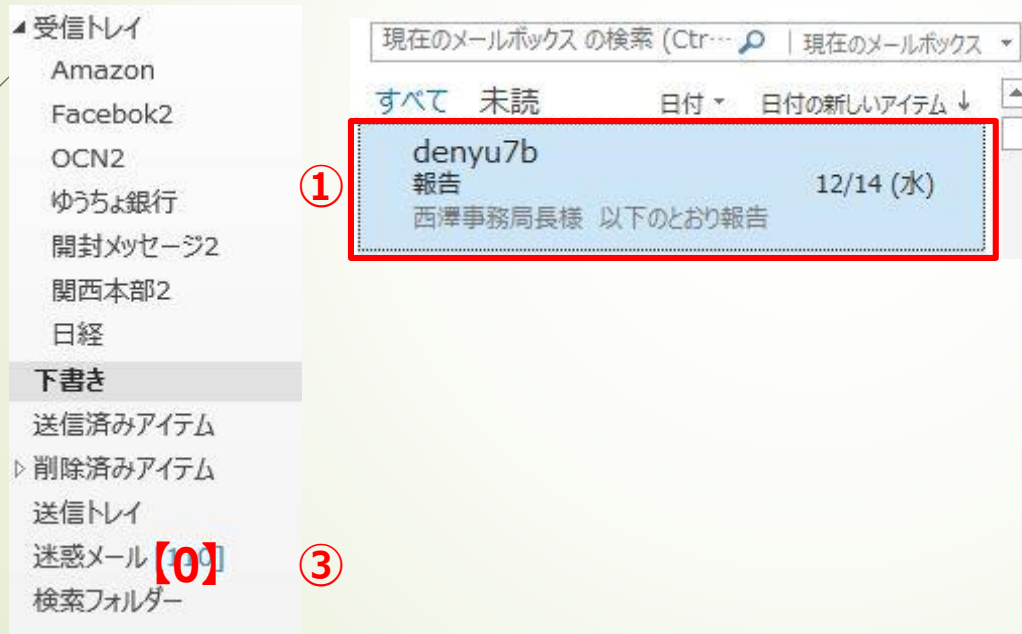 受信トレイ
Amazon
Facebok2
OCN2
ゆうちょ銀行
開封メッセージ2
関西本部2
日経
下書き
送信済みアイテム
削除済みアイテム
送信トレイ
迷惑メール 【0】
検索フォルダー
現在のメールボックス の検索 (Ctr… 現在のメールボックス
すべて 未読 日付 日付の新しいアイテム ↓
①
denyu7b
報告 12/14 (水)
西澤事務局長様 以下のとおり報告
③